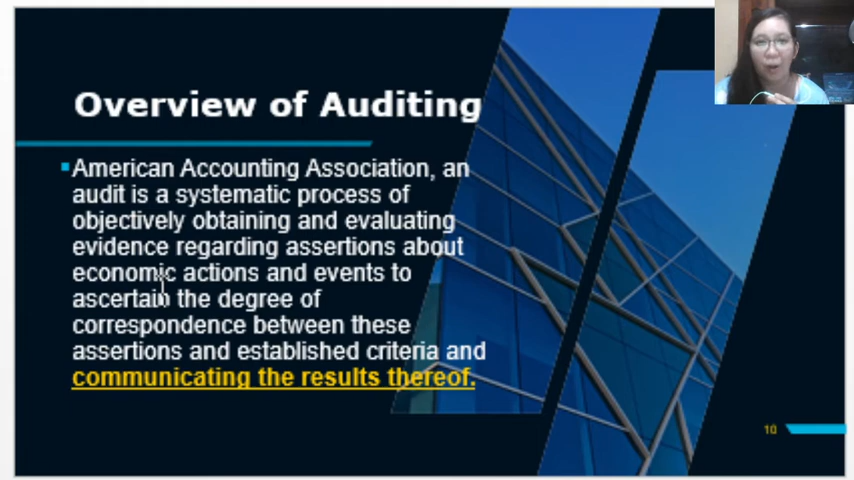 Overview of Auditing
American Accounting Association, an
audit is a systematic process of
objectively obtaining and evaluating
evidence regarding assertions about
economic actions and events to
ascertain the degree of
correspondence between these
assertions and established criteria and
communicating the results thereof.
10